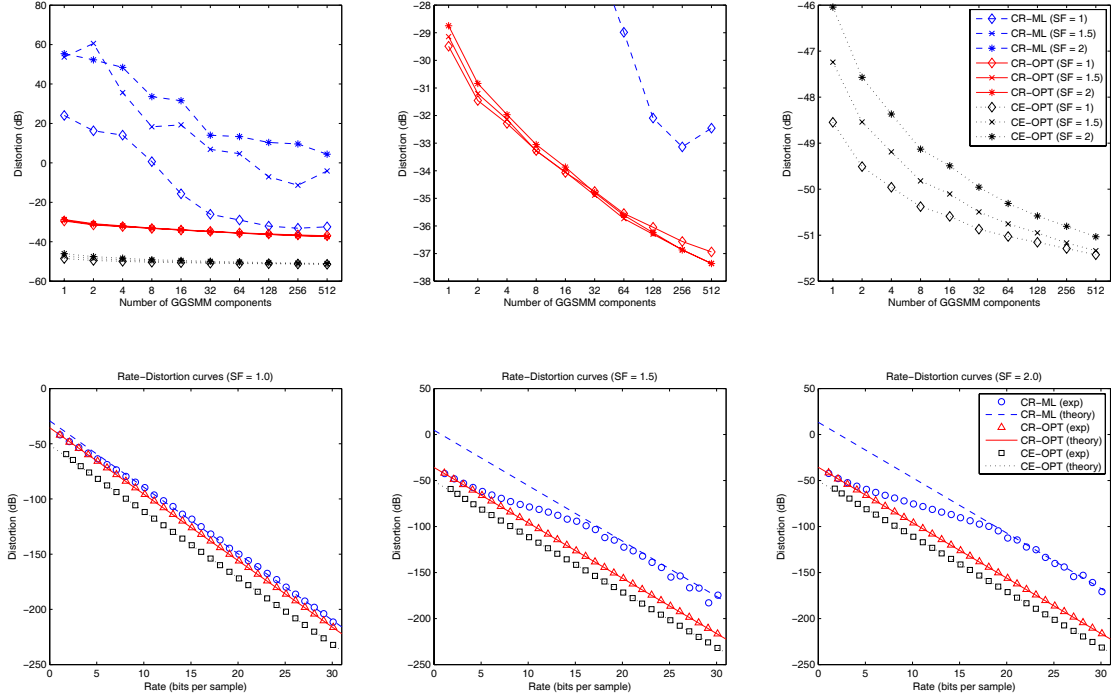 80
60
40
20
0
−20
−40
−60
Distortion (dB)
1 2 4 8 16 32 64 128 256 512
Number of GGSMM components
−28
−29
−30
−31
−32
−33
−34
−35
−36
−37
−38
Distortion (dB)
1 2 4 8 16 32 64 128 256 512
Number of GGSMM components
−46
−47
−48
−49
−50
−51
−52
Distortion (dB)
1 2 4 8 16 32 64 128 256 512
Number of GGSMM components
CR−ML (SF = 1)
CR−ML (SF = 1.5)
CR−ML (SF = 2)
CR−OPT (SF = 1)
CR−OPT (SF = 1.5)
CR−OPT (SF = 2)
CE−OPT (SF = 1)
CE−OPT (SF = 1.5)
CE−OPT (SF = 2)
Rate−Distortion curves (SF = 1.0)
0
−50
−100
−150
−200
−250
Distortion (dB)
0 5 10 15 20 25 30
Rate (bits per sample)
Rate−Distortion curves (SF = 1.5)
50
0
−50
−100
−150
−200
−250
Distortion (dB)
0 5 10 15 20 25 30
Rate (bits per sample)
Rate−Distortion curves (SF = 2.0)
50
0
−50
−100
−150
−200
−250
Distortion (dB)
0 5 10 15 20 25 30
Rate (bits per sample)
CR−ML (exp)
CR−ML (theory)
CR−OPT (exp)
CR−OPT (theory)
CE−OPT (exp)
CE−OPT (theory)